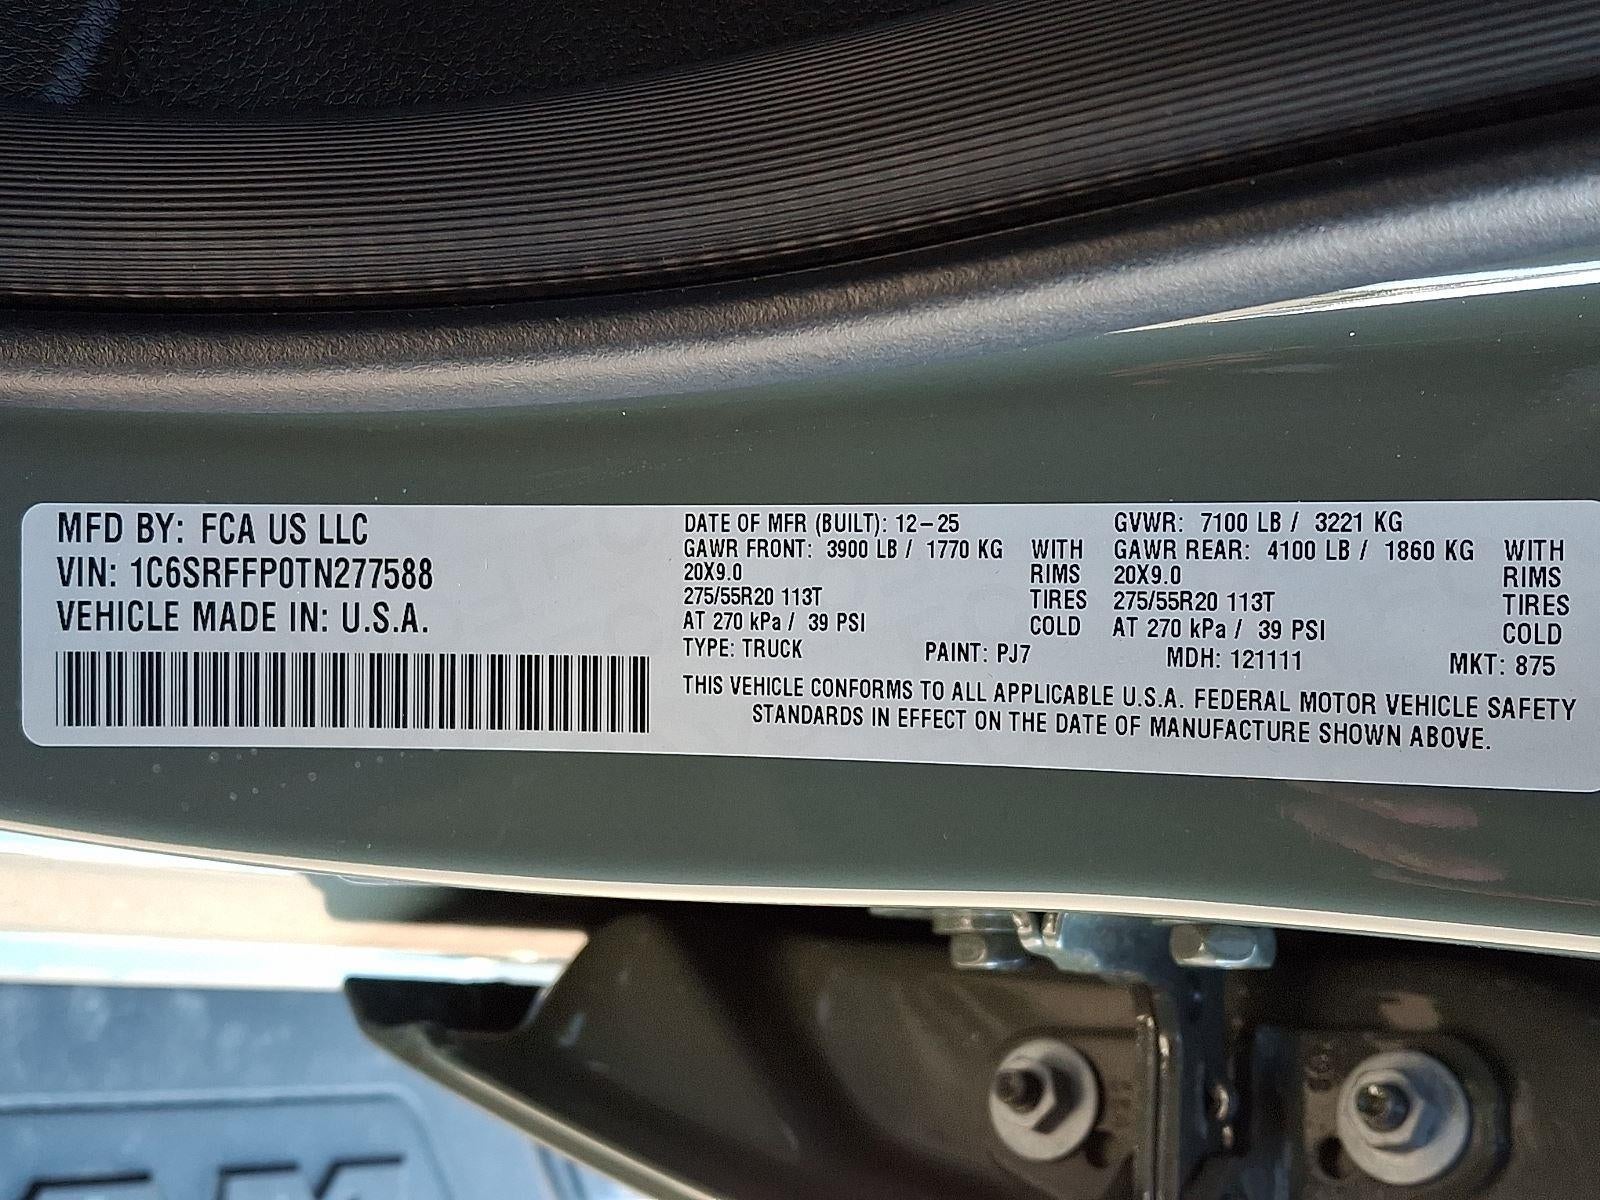 MFD BY: FCA US LLC
VIN: 1C6SRFFP0TN277588
VEHICLE MADE IN: U.S.A.
DATE OF MFR (BUILT): 12-25 GVWR: 7100 LB / 3221 KG
GAWR FRONT: 3900 LB / 1770 KG WITH GAWR REAR: 4100 LB / 1860 KG WITH
20X9.0 RIMS 20X9.0 RIMS
275/55R20 113T TIRES 275/55R20 113T TIRES
AT 270 kPa / 39 PSI COLD AT 270 kPa / 39 PSI COLD
TYPE: TRUCK PAINT: PJ7 MDH: 121111 MKT: 875
THIS VEHICLE CONFORMS TO ALL APPLICABLE U.S.A. FEDERAL MOTOR VEHICLE SAFETY
STANDARDS IN EFFECT ON THE DATE OF MANUFACTURE SHOWN ABOVE.